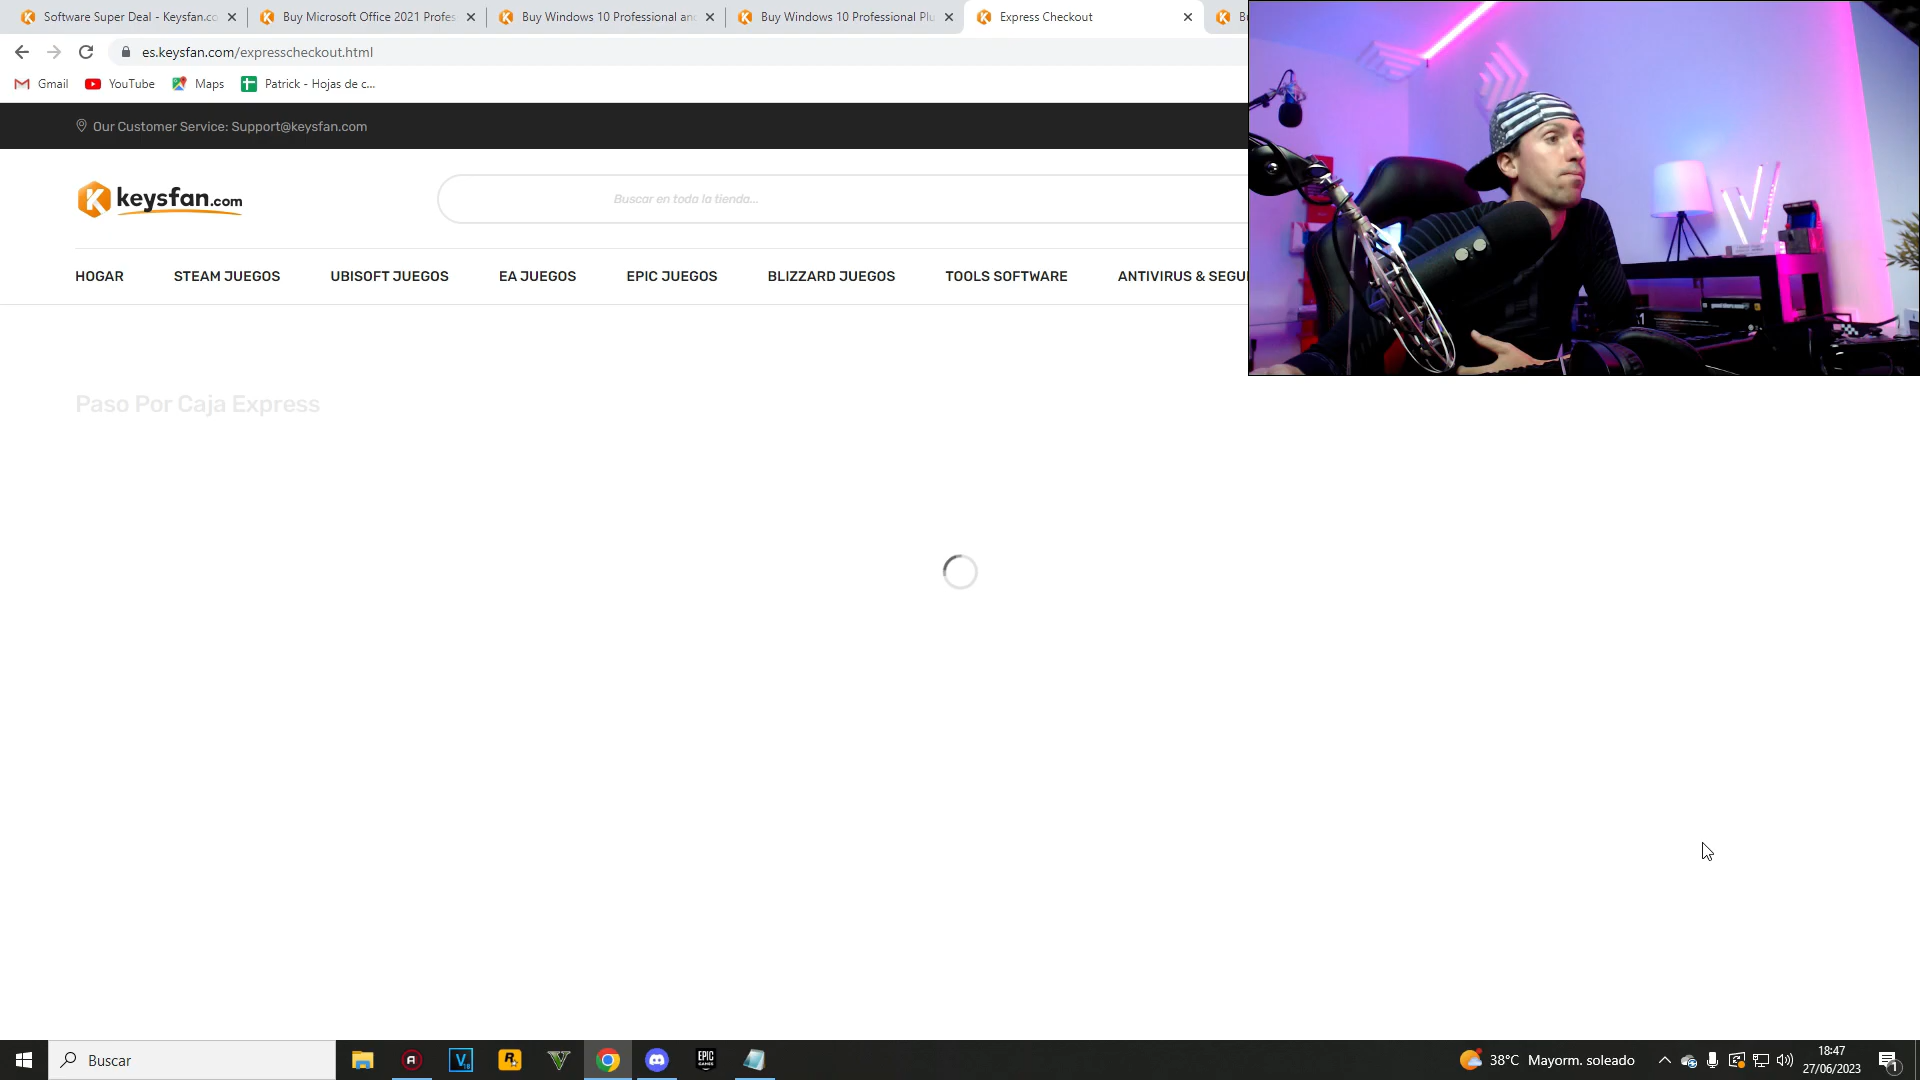 Software Super Deal - Keysfan.co
Buy Microsoft Office 2021 Profes
Buy Windows 10 Professional an
Buy Windows 10 Professional Plu
Express Checkout
es.keysfan.com/expresscheckout.html
Gmail
YouTube
Maps
Patrick - Hojas de c...
Our Customer Service: Support@keysfan.com
keysfan.com
Buscar en toda la tienda...
HOGAR
STEAM JUEGOS
UBISOFT JUEGOS
EA JUEGOS
EPIC JUEGOS
BLIZZARD JUEGOS
TOOLS SOFTWARE
ANTIVIRUS & SEGU
Paso Por Caja Express
Buscar
38°C Mayorm. soleado
18:47
27/06/2023
1